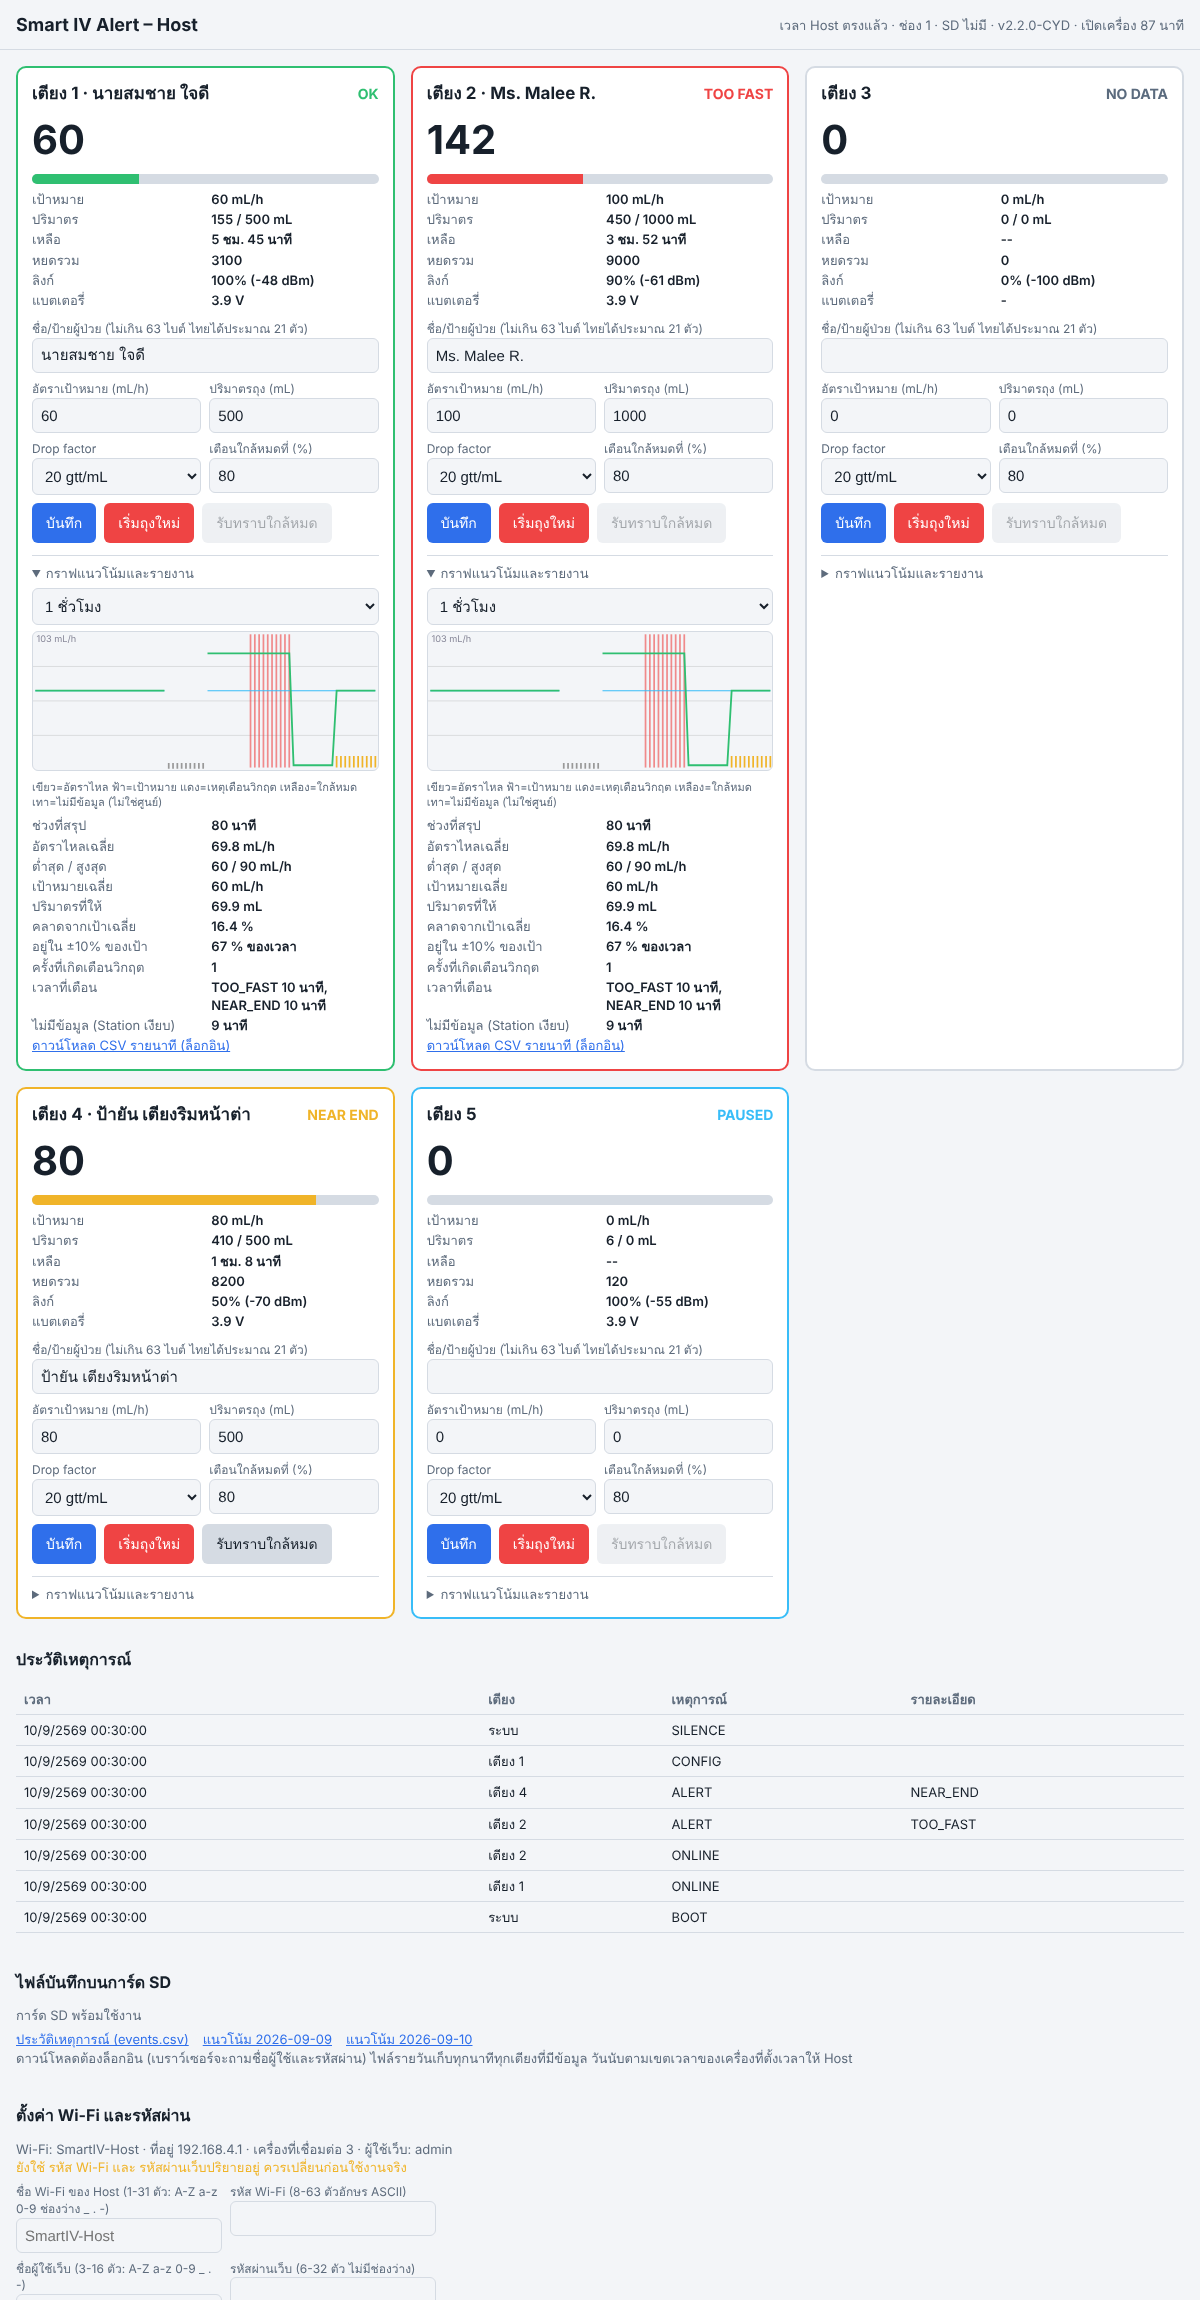 Smart IV Alert – Host
เวลา Host ตรงแล้ว · ช่อง 1 · SD ไม่มี · v2.2.0-CYD · เปิดเครื่อง 87 นาที
เตียง 1 · นายสมชาย ใจดี
OK
60
เป้าหมาย 60 mL/h
ปริมาตร 155 / 500 mL
เหลือ 5 ชม. 45 นาที
หยดรวม 3100
ลิงก์ 100% (-48 dBm)
แบตเตอรี่ 3.9 V
ชื่อ/ป้ายผู้ป่วย (ไม่เกิน 63 ไบต์ ไทยได้ประมาณ 21 ตัว)
นายสมชาย ใจดี
อัตราเป้าหมาย (mL/h) ปริมาตรถุง (mL)
60 500
Drop factor เตือนใกล้หมดที่ (%)
20 gtt/mL 80
บันทึก เริ่มถุงใหม่ รับทราบใกล้หมด
▼ กราฟแนวโน้มและรายงาน
1 ชั่วโมง
103 mL/h
เขียว=อัตราไหล ฟ้า=เป้าหมาย แดง=เหตุเตือนวิกฤต เหลือง=ใกล้หมด
เทา=ไม่มีข้อมูล (ไม่ใช่ศูนย์)
ช่วงที่สรุป 80 นาที
อัตราไหลเฉลี่ย 69.8 mL/h
ต่ำสุด / สูงสุด 60 / 90 mL/h
เป้าหมายเฉลี่ย 60 mL/h
ปริมาตรที่ให้ 69.9 mL
คลาดจากเป้าเฉลี่ย 16.4 %
อยู่ใน ±10% ของเป้า 67 % ของเวลา
ครั้งที่เกิดเตือนวิกฤต 1
เวลาที่เตือน TOO_FAST 10 นาที,
NEAR_END 10 นาที
ไม่มีข้อมูล (Station เงียบ) 9 นาที
ดาวน์โหลด CSV รายนาที (ล็อกอิน)
เตียง 2 · Ms. Malee R.
TOO FAST
142
เป้าหมาย 100 mL/h
ปริมาตร 450 / 1000 mL
เหลือ 3 ชม. 52 นาที
หยดรวม 9000
ลิงก์ 90% (-61 dBm)
แบตเตอรี่ 3.9 V
ชื่อ/ป้ายผู้ป่วย (ไม่เกิน 63 ไบต์ ไทยได้ประมาณ 21 ตัว)
Ms. Malee R.
อัตราเป้าหมาย (mL/h) ปริมาตรถุง (mL)
100 1000
Drop factor เตือนใกล้หมดที่ (%)
20 gtt/mL 80
บันทึก เริ่มถุงใหม่ รับทราบใกล้หมด
▼ กราฟแนวโน้มและรายงาน
1 ชั่วโมง
103 mL/h
เขียว=อัตราไหล ฟ้า=เป้าหมาย แดง=เหตุเตือนวิกฤต เหลือง=ใกล้หมด
เทา=ไม่มีข้อมูล (ไม่ใช่ศูนย์)
ช่วงที่สรุป 80 นาที
อัตราไหลเฉลี่ย 69.8 mL/h
ต่ำสุด / สูงสุด 60 / 90 mL/h
เป้าหมายเฉลี่ย 60 mL/h
ปริมาตรที่ให้ 69.9 mL
คลาดจากเป้าเฉลี่ย 16.4 %
อยู่ใน ±10% ของเป้า 67 % ของเวลา
ครั้งที่เกิดเตือนวิกฤต 1
เวลาที่เตือน TOO_FAST 10 นาที,
NEAR_END 10 นาที
ไม่มีข้อมูล (Station เงียบ) 9 นาที
ดาวน์โหลด CSV รายนาที (ล็อกอิน)
เตียง 3
NO DATA
0
เป้าหมาย 0 mL/h
ปริมาตร 0 / 0 mL
เหลือ --
หยดรวม 0
ลิงก์ 0% (-100 dBm)
แบตเตอรี่ -
ชื่อ/ป้ายผู้ป่วย (ไม่เกิน 63 ไบต์ ไทยได้ประมาณ 21 ตัว)
อัตราเป้าหมาย (mL/h) ปริมาตรถุง (mL)
0 0
Drop factor เตือนใกล้หมดที่ (%)
20 gtt/mL 80
บันทึก เริ่มถุงใหม่ รับทราบใกล้หมด
▶ กราฟแนวโน้มและรายงาน
เตียง 4 · ป้ายัน เตียงริมหน้าต่า
NEAR END
80
เป้าหมาย 80 mL/h
ปริมาตร 410 / 500 mL
เหลือ 1 ชม. 8 นาที
หยดรวม 8200
ลิงก์ 50% (-70 dBm)
แบตเตอรี่ 3.9 V
ชื่อ/ป้ายผู้ป่วย (ไม่เกิน 63 ไบต์ ไทยได้ประมาณ 21 ตัว)
ป้ายัน เตียงริมหน้าต่า
อัตราเป้าหมาย (mL/h) ปริมาตรถุง (mL)
80 500
Drop factor เตือนใกล้หมดที่ (%)
20 gtt/mL 80
บันทึก เริ่มถุงใหม่ รับทราบใกล้หมด
▶ กราฟแนวโน้มและรายงาน
เตียง 5
PAUSED
0
เป้าหมาย 0 mL/h
ปริมาตร 6 / 0 mL
เหลือ --
หยดรวม 120
ลิงก์ 100% (-55 dBm)
แบตเตอรี่ 3.9 V
ชื่อ/ป้ายผู้ป่วย (ไม่เกิน 63 ไบต์ ไทยได้ประมาณ 21 ตัว)
อัตราเป้าหมาย (mL/h) ปริมาตรถุง (mL)
0 0
Drop factor เตือนใกล้หมดที่ (%)
20 gtt/mL 80
บันทึก เริ่มถุงใหม่ รับทราบใกล้หมด
▶ กราฟแนวโน้มและรายงาน
ประวัติเหตุการณ์
เวลา เตียง เหตุการณ์ รายละเอียด
10/9/2569 00:30:00 ระบบ SILENCE
10/9/2569 00:30:00 เตียง 1 CONFIG
10/9/2569 00:30:00 เตียง 4 ALERT NEAR_END
10/9/2569 00:30:00 เตียง 2 ALERT TOO_FAST
10/9/2569 00:30:00 เตียง 2 ONLINE
10/9/2569 00:30:00 เตียง 1 ONLINE
10/9/2569 00:30:00 ระบบ BOOT
ไฟล์บันทึกบนการ์ด SD
การ์ด SD พร้อมใช้งาน
ประวัติเหตุการณ์ (events.csv) แนวโน้ม 2026-09-09 แนวโน้ม 2026-09-10
ดาวน์โหลดต้องล็อกอิน (เบราว์เซอร์จะถามชื่อผู้ใช้และรหัสผ่าน) ไฟล์รายวันเก็บทุกนาทีทุกเตียงที่มีข้อมูล วันนับตามเขตเวลาของเครื่องที่ตั้งเวลาให้ Host
ตั้งค่า Wi-Fi และรหัสผ่าน
Wi-Fi: SmartIV-Host · ที่อยู่ 192.168.4.1 · เครื่องที่เชื่อมต่อ 3 · ผู้ใช้เว็บ: admin
ยังใช้ รหัส Wi-Fi และ รหัสผ่านเว็บปริยายอยู่ ควรเปลี่ยนก่อนใช้งานจริง
ชื่อ Wi-Fi ของ Host (1-31 ตัว: A-Z a-z
0-9 ช่องว่าง _ . -)
รหัส Wi-Fi (8-63 ตัวอักษร ASCII)
SmartIV-Host
ชื่อผู้ใช้เว็บ (3-16 ตัว: A-Z a-z 0-9 _ .
-)
รหัสผ่านเว็บ (6-32 ตัว ไม่มีช่องว่าง)